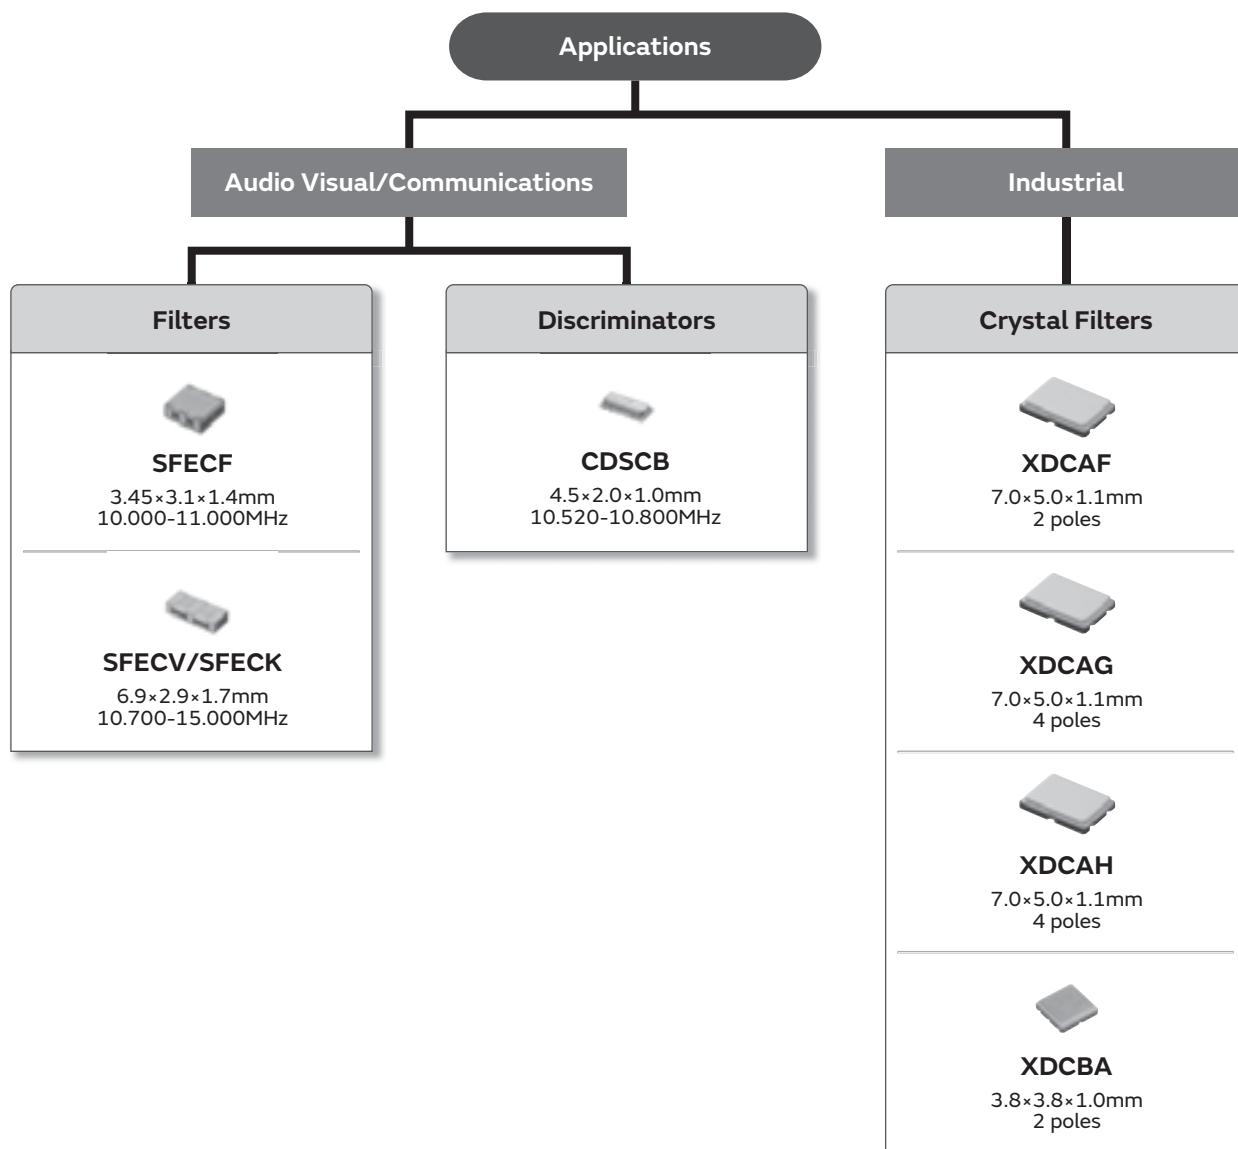 Applications
Audio Visual/Communications
Industrial
Filters
SFECF
3.45×3.1×1.4mm
10.000-11.000MHz
SFECV/SFECK
6.9×2.9×1.7mm
10.700-15.000MHz
Discriminators
CDSCB
4.5×2.0×1.0mm
10.520-10.800MHz
Crystal Filters
XDCAF
7.0×5.0×1.1mm
2 poles
XDCAG
7.0×5.0×1.1mm
4 poles
XDCAH
7.0×5.0×1.1mm
4 poles
XDCBA
3.8×3.8×1.0mm
2 poles